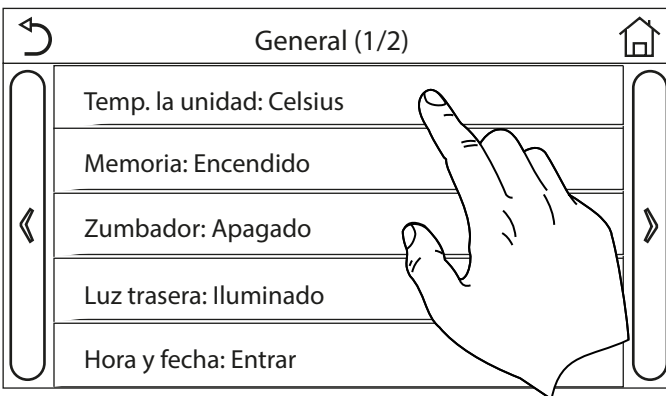 General (1/2)
Temp. la unidad: Celsius
Memoria: Encendido
Zumbador: Apagado
Luz trasera: Iluminado
Hora y fecha: Entrar